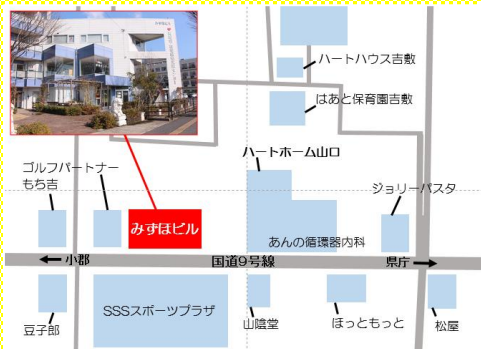 ハートハウス吉敷
はあと保育園吉敷
ゴルフパートナー
もち吉
ハートホーム山口
ジョリーパスタ
みずほビル
あんの循環器内科
小郡
国道9号線
県庁
豆子郎
SSSスポーツプラザ
山陰堂
ほっともっと
松屋